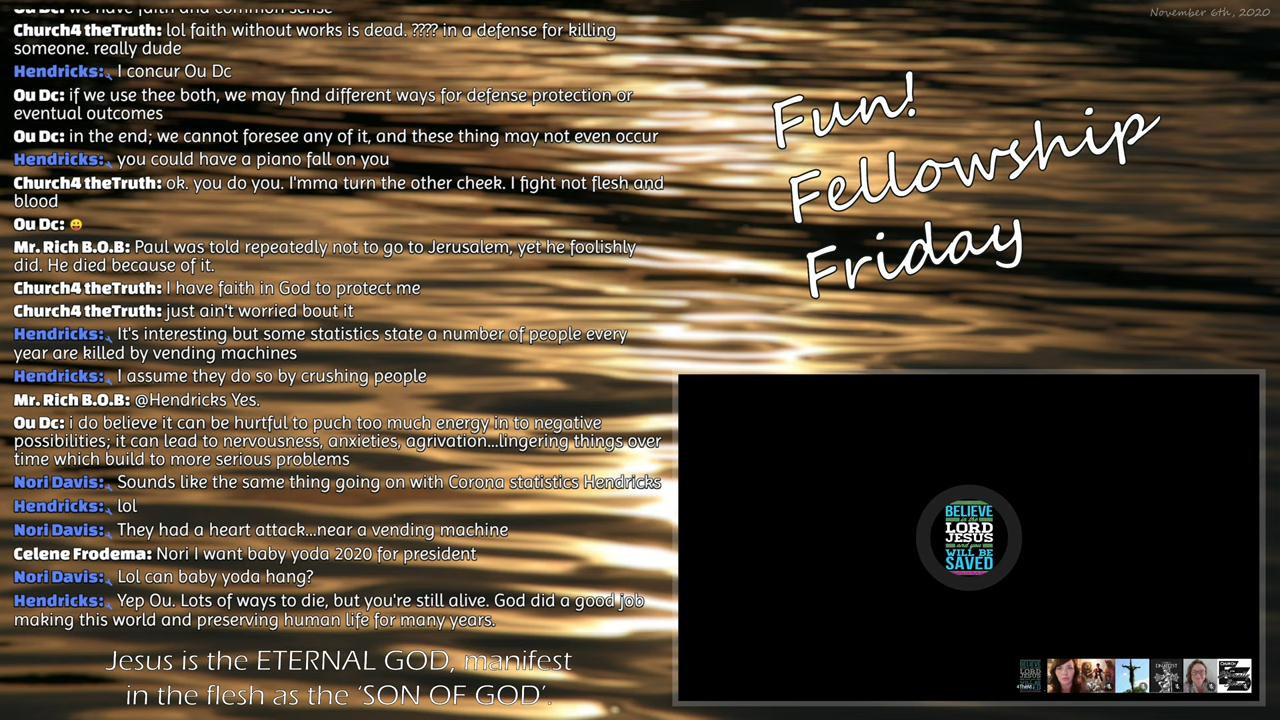 November 6th, 2020
Ou Dc: we have faith and common sense
Church4 theTruth: lol faith without works is dead. ???? in a defense for killing
someone. really dude
Hendricks: I concur Ou Dc
Ou Dc: if we use thee both, we may find different ways for defense protection or
eventual outcomes
Ou Dc: in the end; we cannot foresee any of it, and these thing may not even occur
Hendricks: you could have a piano fall on you
Church4 theTruth: ok. you do you. I'mma turn the other cheek. I fight not flesh and
blood
Ou Dc: 😛
Mr. Rich B.O.B: Paul was told repeatedly not to go to Jerusalem, yet he foolishly
did. He died because of it.
Church4 theTruth: I have faith in God to protect me
Church4 theTruth: just ain't worried bout it
Hendricks: It's interesting but some statistics state a number of people every
year are killed by vending machines
Hendricks: I assume they do so by crushing people
Mr. Rich B.O.B: @Hendricks Yes.
Ou Dc: i do believe it can be hurtful to puch too much energy in to negative
possibilities; it can lead to nervousness, anxieties, agrivation...lingering things over
time which build to more serious problems
Nori Davis: Sounds like the same thing going on with Corona statistics Hendricks
Hendricks: lol
Nori Davis: They had a heart attack...near a vending machine
Celene Frodema: Nori I want baby yoda 2020 for president
Nori Davis: Lol can baby yoda hang?
Hendricks: Yep Ou. Lots of ways to die, but you're still alive. God did a good job
making this world and preserving human life for many years.
Jesus is the ETERNAL GOD, manifest
in the flesh as the ‘SON OF GOD’.
Fun!
Fellowship
Friday
BELIEVE
in the
LORD
JESUS
and you
WILL BE
SAVED